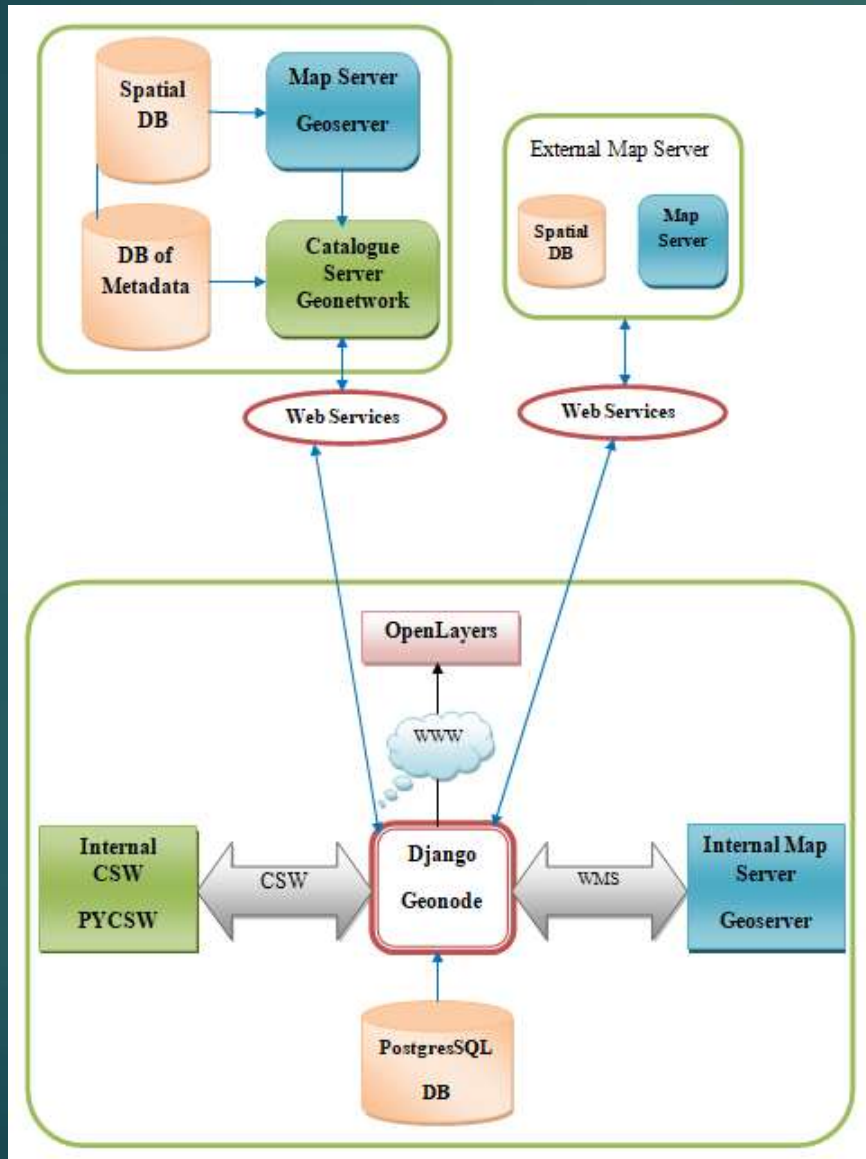 Spatial
DB
Map Server
Geoserver
DB of
Metadata
Catalogue
Server
Geonetwork
External Map Server
Spatial
DB
Map
Server
Web Services
Web Services
OpenLayers
WWW
Internal
CSW
PYCSW
CSW
Django
Geonode
WMS
Internal Map
Server
Geoserver
PostgresSQL
DB